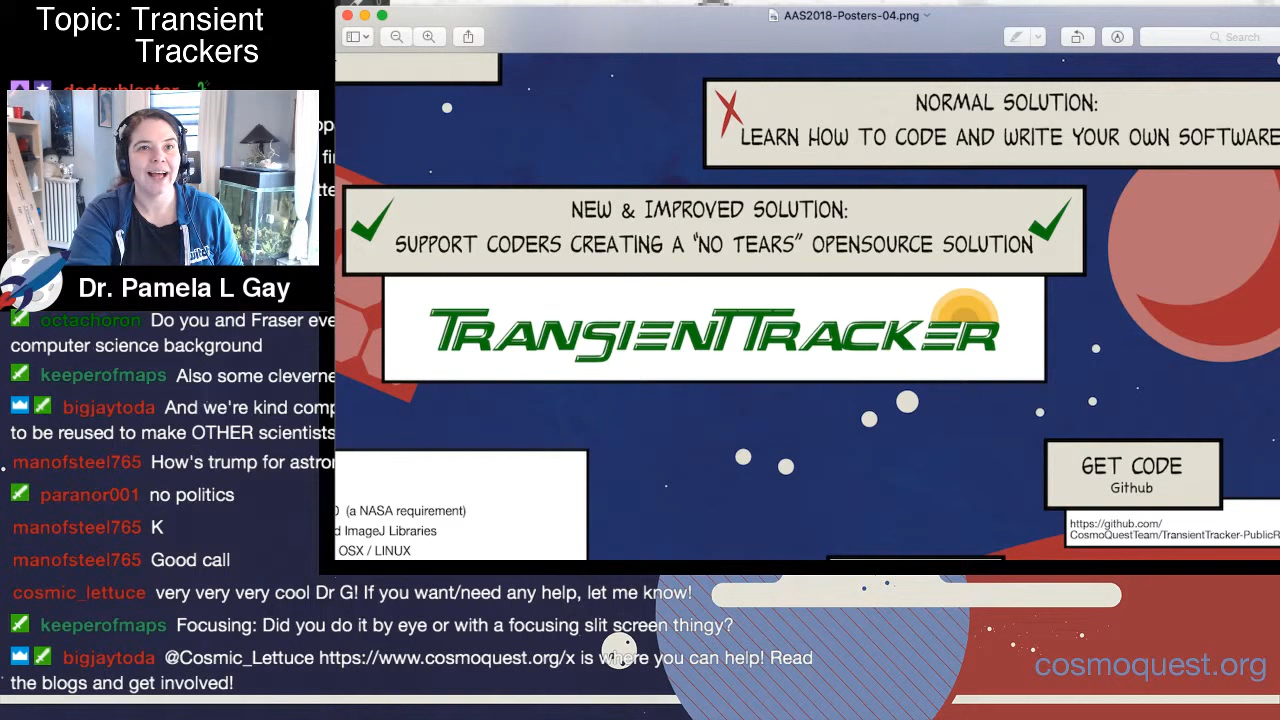 Topic: Transient
Trackers
AAS2018-Posters-04.png
Search
dodgyblaster
NORMAL SOLUTION:
LEARN HOW TO CODE AND WRITE YOUR OWN SOFTWARE
NEW & IMPROVED SOLUTION:
SUPPORT CODERS CREATING A "NO TEARS" OPENSOURCE SOLUTION
TRANSIENTTRACKER
Dr. Pamela L Gay
octachoron Do you and Fraser eve
computer science background
keeperofmaps Also some cleverne
bigjaytoda And we're kind comp
to be reused to make OTHER scientists
manofsteel765 How's trump for astro
paranor001 no politics
manofsteel765 K
manofsteel765 Good call
cosmic_lettuce very very very cool Dr G! If you want/need any help, let me know!
keeperofmaps Focusing: Did you do it by eye or with a focusing slit screen thingy?
bigjaytoda @Cosmic_Lettuce https://www.cosmoquest.org/x is where you can help! Read
the blogs and get involved!
(a NASA requirement)
d ImageJ Libraries
OSX / LINUX
GET CODE
Github
https://github.com/
CosmoQuestTeam/TransientTracker-PublicR
cosmoquest.org